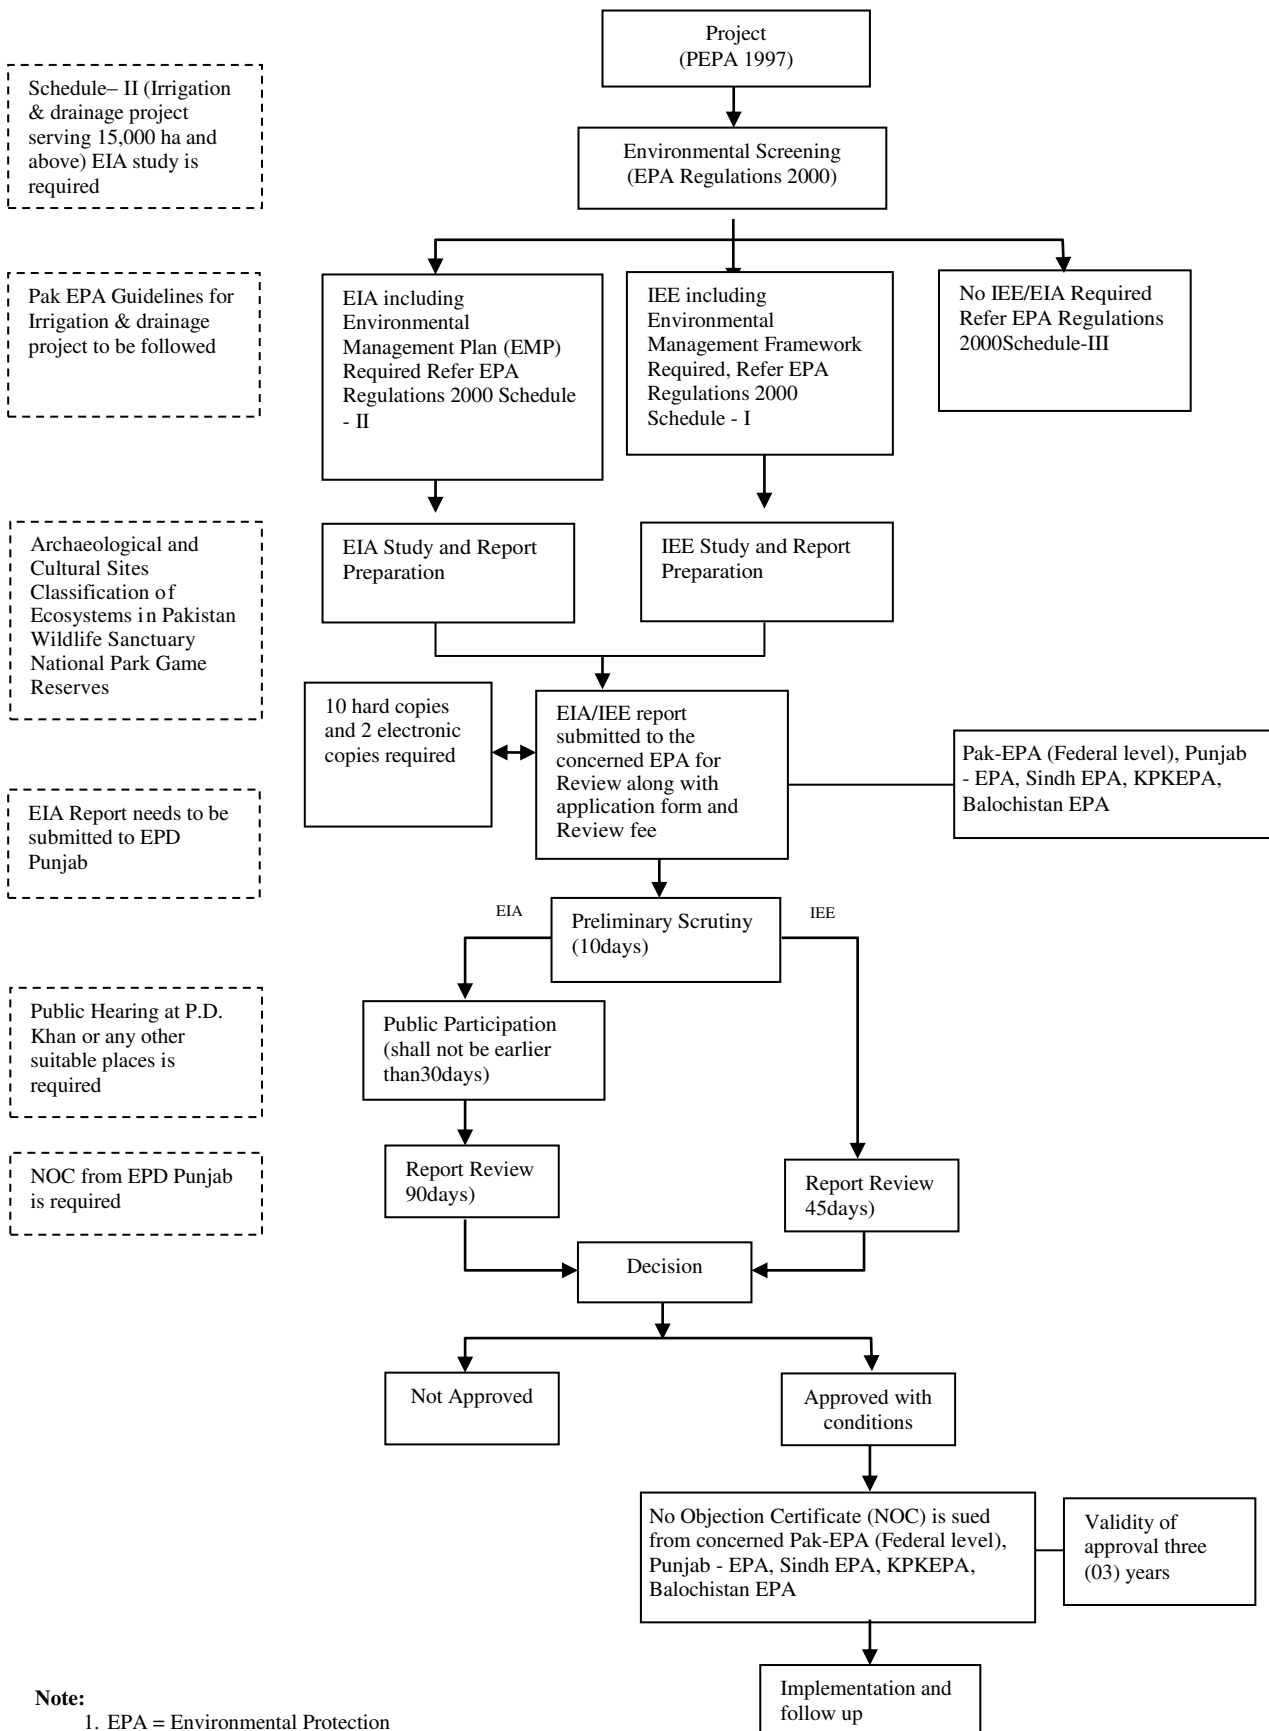 Project
(PEPA 1997)
Schedule– II (Irrigation
& drainage project
serving 15,000 ha and
above) EIA study is
required
Environmental Screening
(EPA Regulations 2000)
Pak EPA Guidelines for
Irrigation & drainage
project to be followed
EIA including
Environmental
Management Plan (EMP)
Required Refer EPA
Regulations 2000 Schedule
- II
IEE including
Environmental
Management Framework
Required, Refer EPA
Regulations 2000
Schedule - I
No IEE/EIA Required
Refer EPA Regulations
2000Schedule-III
Archaeological and
Cultural Sites
Classification of
Ecosystems in Pakistan
Wildlife Sanctuary
National Park Game
Reserves
EIA Study and Report
Preparation
IEE Study and Report
Preparation
10 hard copies
and 2 electronic
copies required
EIA/IEE report
submitted to the
concerned EPA for
Review along with
application form and
Review fee
Pak-EPA (Federal level), Punjab
- EPA, Sindh EPA, KPKEPA,
Balochistan EPA
EIA Report needs to be
submitted to EPD
Punjab
EIA
Preliminary Scrutiny
(10days)
IEE
Public Hearing at P.D.
Khan or any other
suitable places is
required
Public Participation
(shall not be earlier
than30days)
NOC from EPD Punjab
is required
Report Review
90days)
Report Review
45days)
Decision
Not Approved
Approved with
conditions
No Objection Certificate (NOC) is sued
from concerned Pak-EPA (Federal level),
Punjab - EPA, Sindh EPA, KPKEPA,
Balochistan EPA
Validity of
approval three
(03) years
Implementation and
follow up
Note:
1. EPA = Environmental Protection